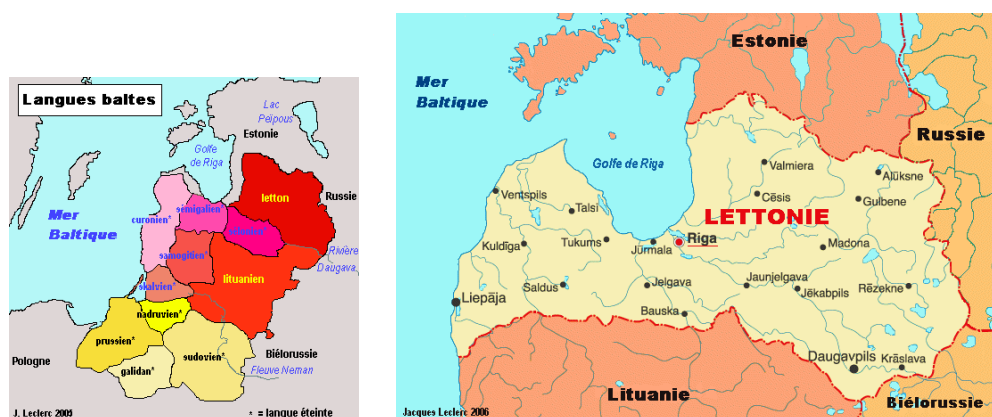 Langues baltes
Lac
Peïpous
Estonie
Golfe
de Riga
letton
Russie
sémigalien*
curonien*
Mer
Baltique
Rivière
Daugava
samogitien*
lituanien
skalvien*
nadruvien*
prussien*
sudovien*
Biélorussie
Pologne
galidan*
Fleuve Neman
J. Leclerc 2005
* = langue éteinte
Estonie
Mer
Baltique
Russie
Golfe de Riga
Valmiera
Alūksne
Ventspils
Cēsis
Gulbene
Talsi
LETTONIE
Kuldīga
Tukums
Jūrmala
Riga
Madona
Saldus
Jelgava
Jaunjelgava
Jēkabpils
Rēzekne
Liepāja
Bauska
Daugavpils
Krāslava
Lituanie
Biélorussie
Jacques Leclerc 2006